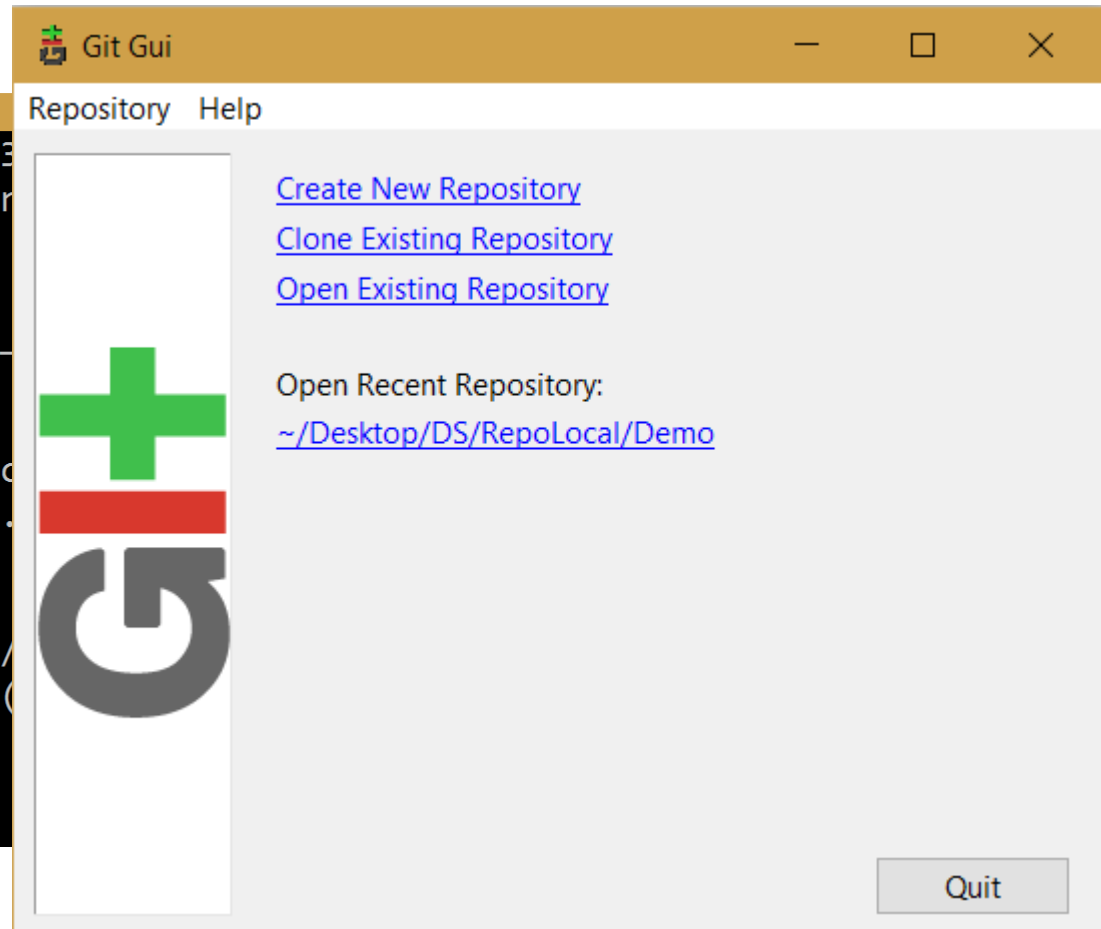 Git Gui
Repository Help
Create New Repository
Clone Existing Repository
Open Existing Repository
Open Recent Repository:
~/Desktop/DS/RepoLocal/Demo
GIT
Quit